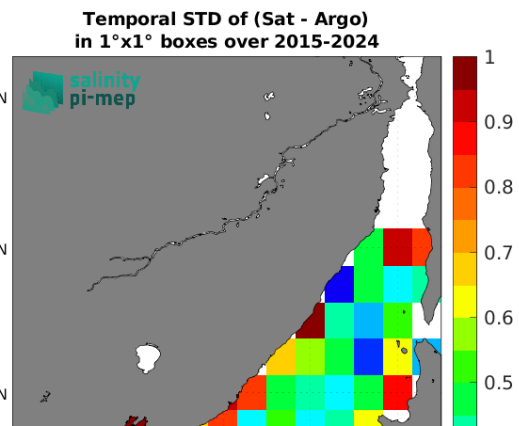 Temporal STD of (Sat - Argo)
in 1°x1° boxes over 2015-2024
salinity
pi-mep
N
N
N
1
0.9
0.8
0.7
0.6
0.5